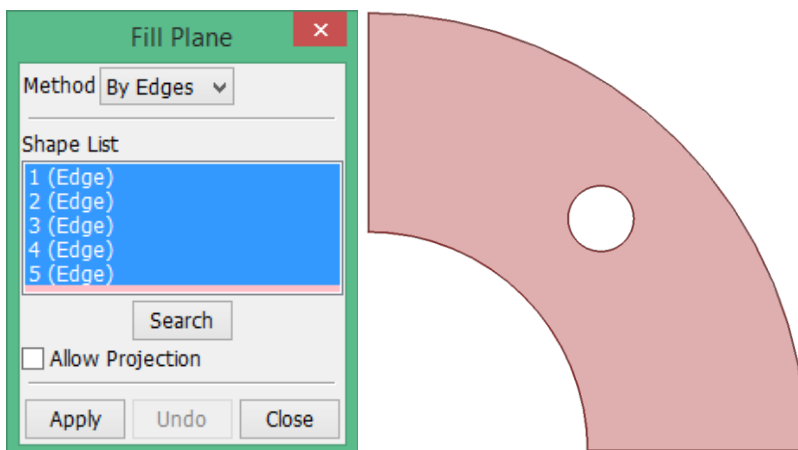 Fill Plane
Method By Edges
Shape List
1 (Edge)
2 (Edge)
3 (Edge)
4 (Edge)
5 (Edge)
Search
Allow Projection
Apply Undo Close